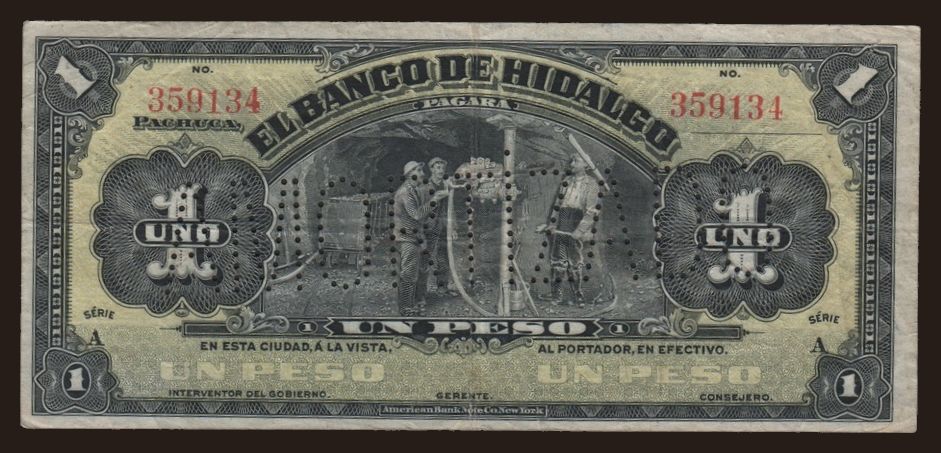 1 1
NO. NO.
359134 359134
EL BANCO DE HIDALGO
PAGARA
PACHUCA,
1 1
UNO UNO
SÉRIE SÉRIE
A A
1 UN PESO 1
EN ESTA CIUDAD, Á LA VISTA, AL PORTADOR, EN EFECTIVO.
UN PESO UN PESO
1 1
INTERVENTOR DEL GOBIERNO. GERENTE. CONSEJERO.
American Bank Note Co. New York